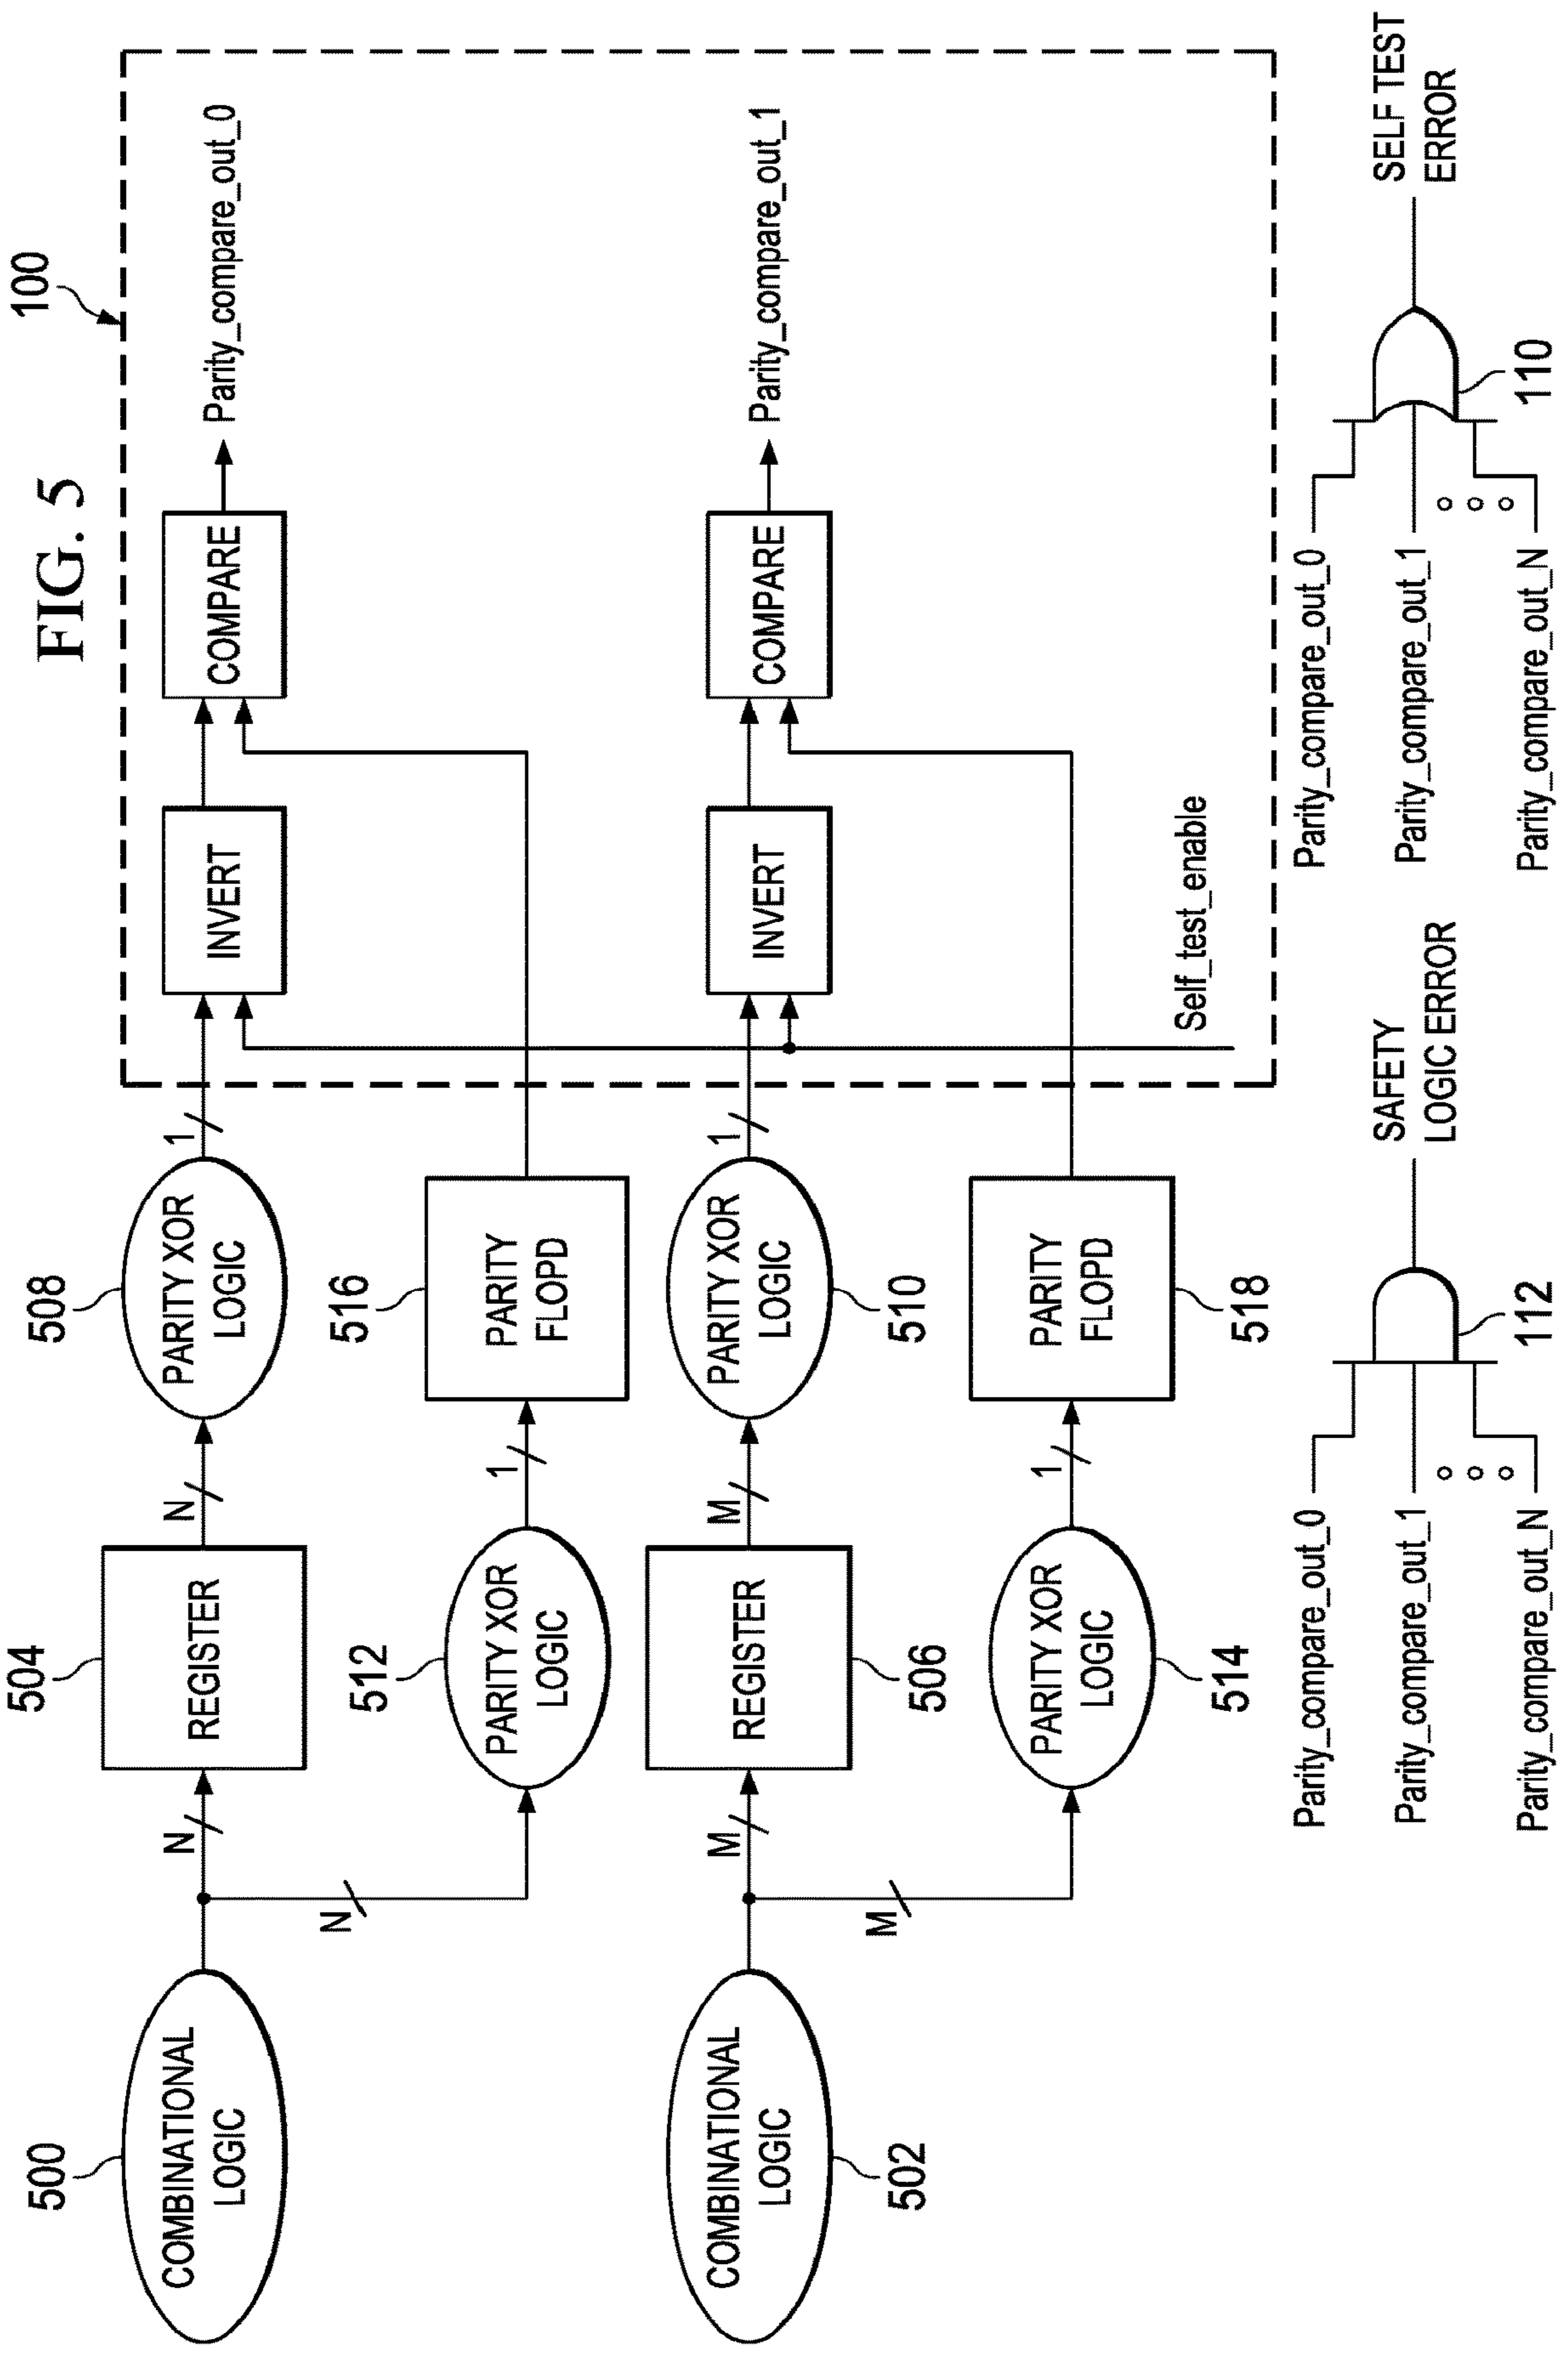 FIG. 5
100
500
COMBINATIONAL
LOGIC
N
N
504
REGISTER
N
508
PARITY XOR
LOGIC
1
INVERT
COMPARE
Parity_compare_out_0
512
PARITY XOR
LOGIC
1
516
PARITY
FLOPD
COMBINATIONAL
LOGIC
502
M
M
REGISTER
506
M
PARITY XOR
LOGIC
510
1
INVERT
COMPARE
Parity_compare_out_1
PARITY XOR
LOGIC
514
1
PARITY
FLOPD
518
Self_test_enable
Parity_compare_out_0
Parity_compare_out_1
Parity_compare_out_N
112
SAFETY
LOGIC ERROR
Parity_compare_out_0
Parity_compare_out_1
Parity_compare_out_N
110
SELF TEST
ERROR